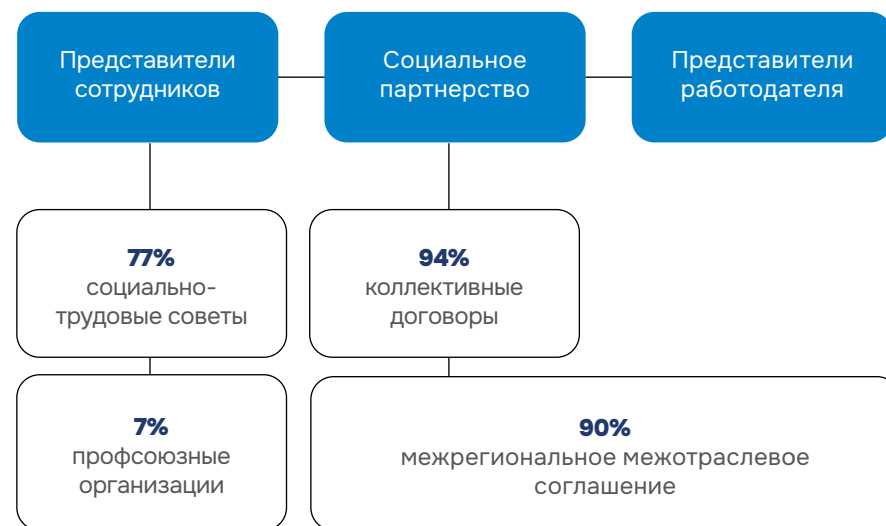 Представители
сотрудников
Социальное
партнерство
Представители
работодателя
77%
социально-
трудовые советы
94%
коллективные
договоры
7%
профсоюзные
организации
90%
межрегиональное межотраслевое
соглашение